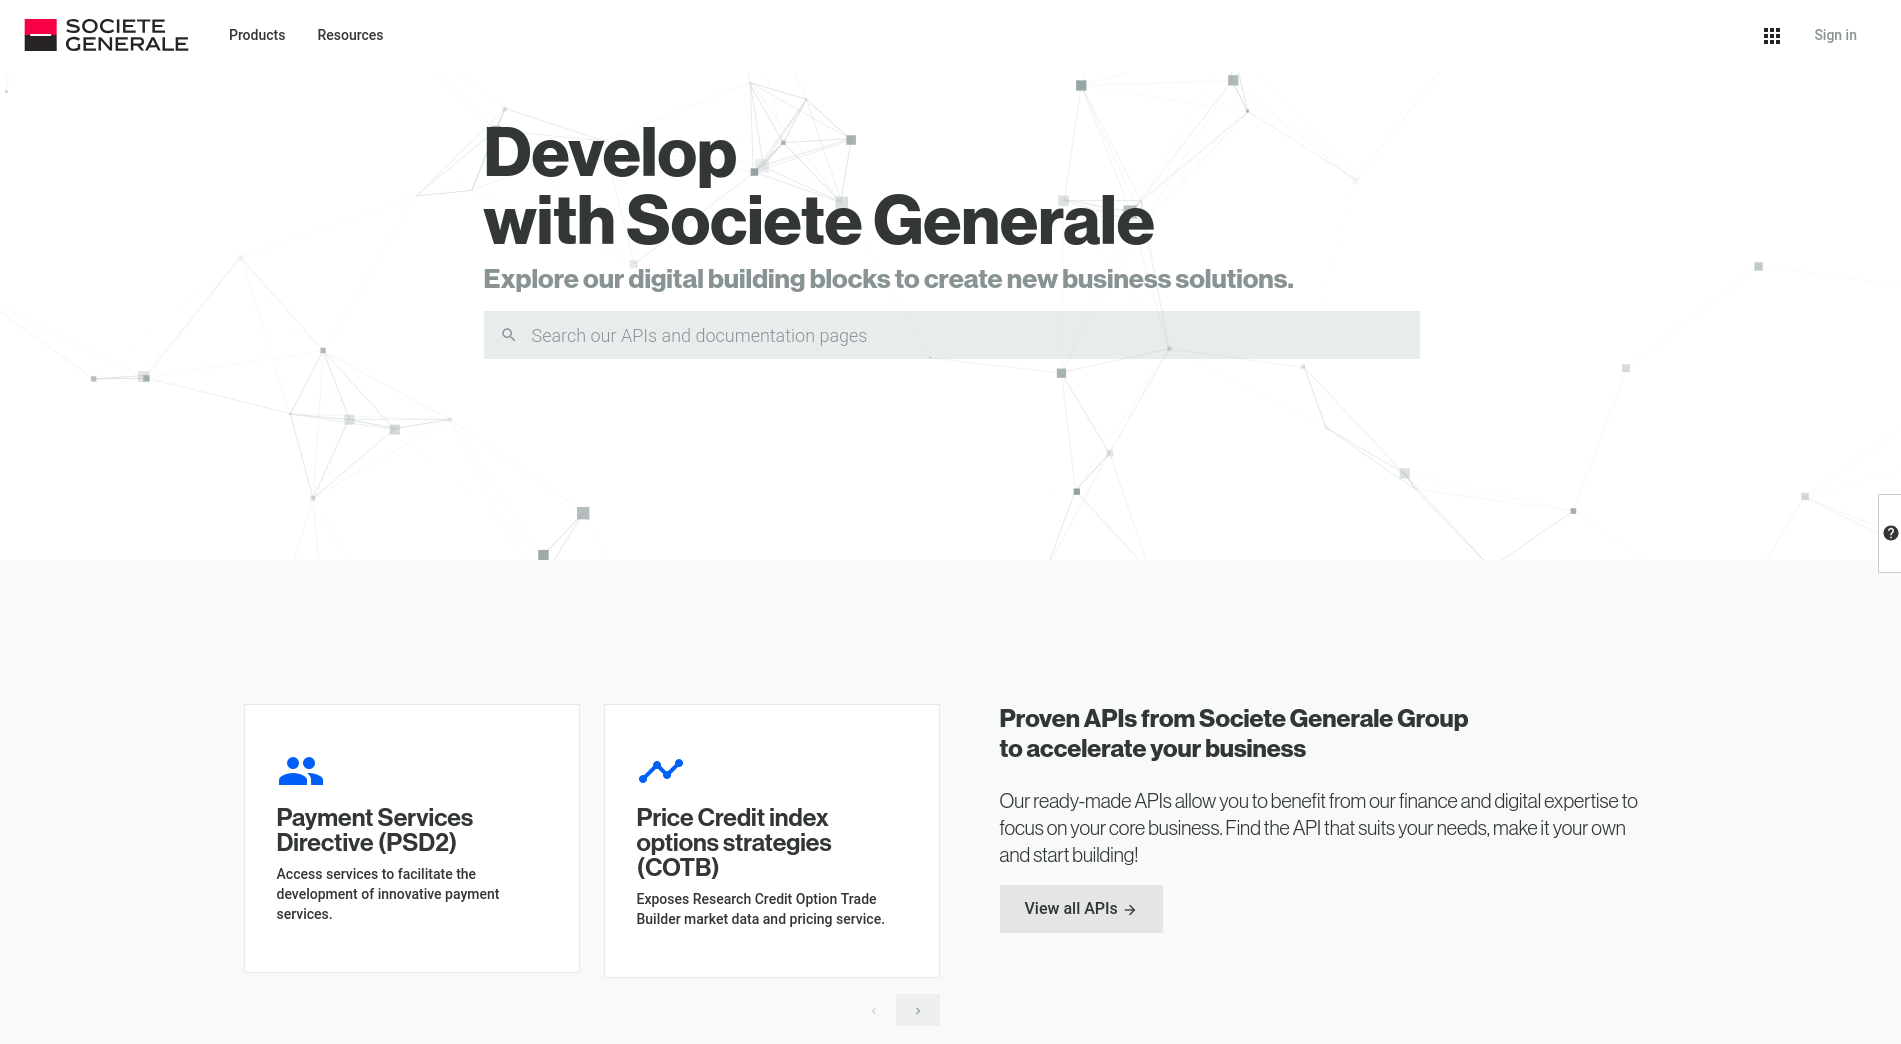 SOCIETE
GENERALE
Products
Resources
Sign in
Develop
with Societe Generale
Explore our digital building blocks to create new business solutions.
Search our APIs and documentation pages
Payment Services
Directive (PSD2)
Access services to facilitate the
development of innovative payment
services.
Price Credit index
options strategies
(COTB)
Exposes Research Credit Option Trade
Builder market data and pricing service.
Proven APIs from Societe Generale Group
to accelerate your business
Our ready-made APIs allow you to benefit from our finance and digital expertise to
focus on your core business. Find the API that suits your needs, make it your own
and start building!
View all APIs